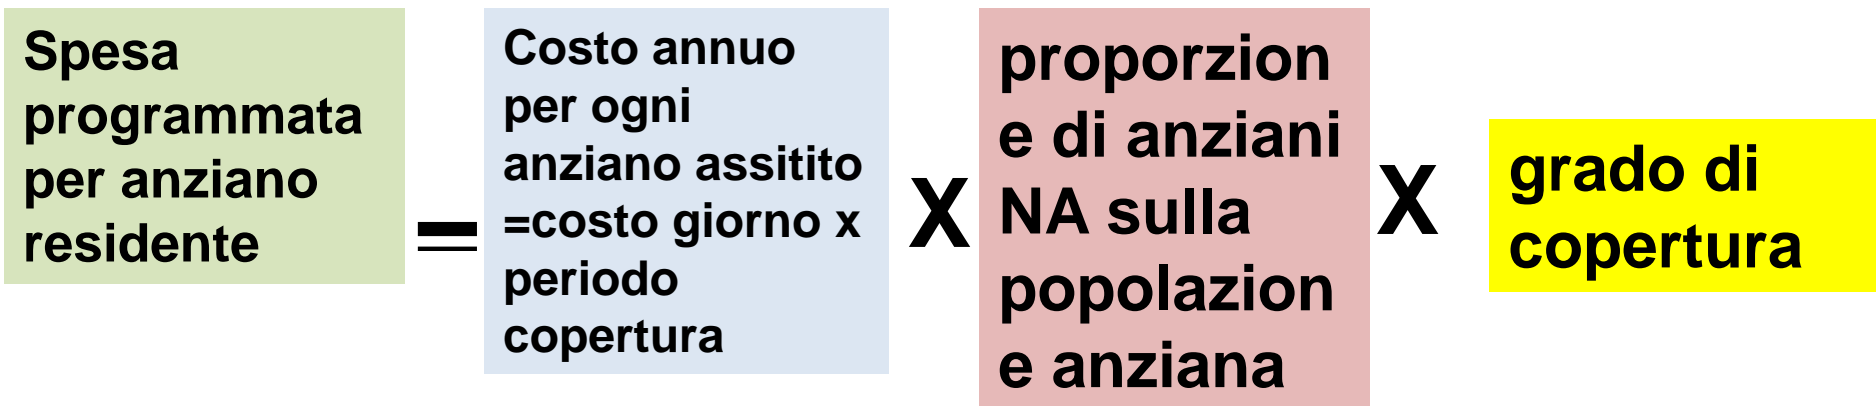 Spesa
programmata
per anziano
residente
=
Costo annuo
per ogni
anziano assitito
=costo giorno x
periodo
copertura
X
proporzion
e di anziani
NA sulla
popolazion
e anziana
X
grado di
copertura